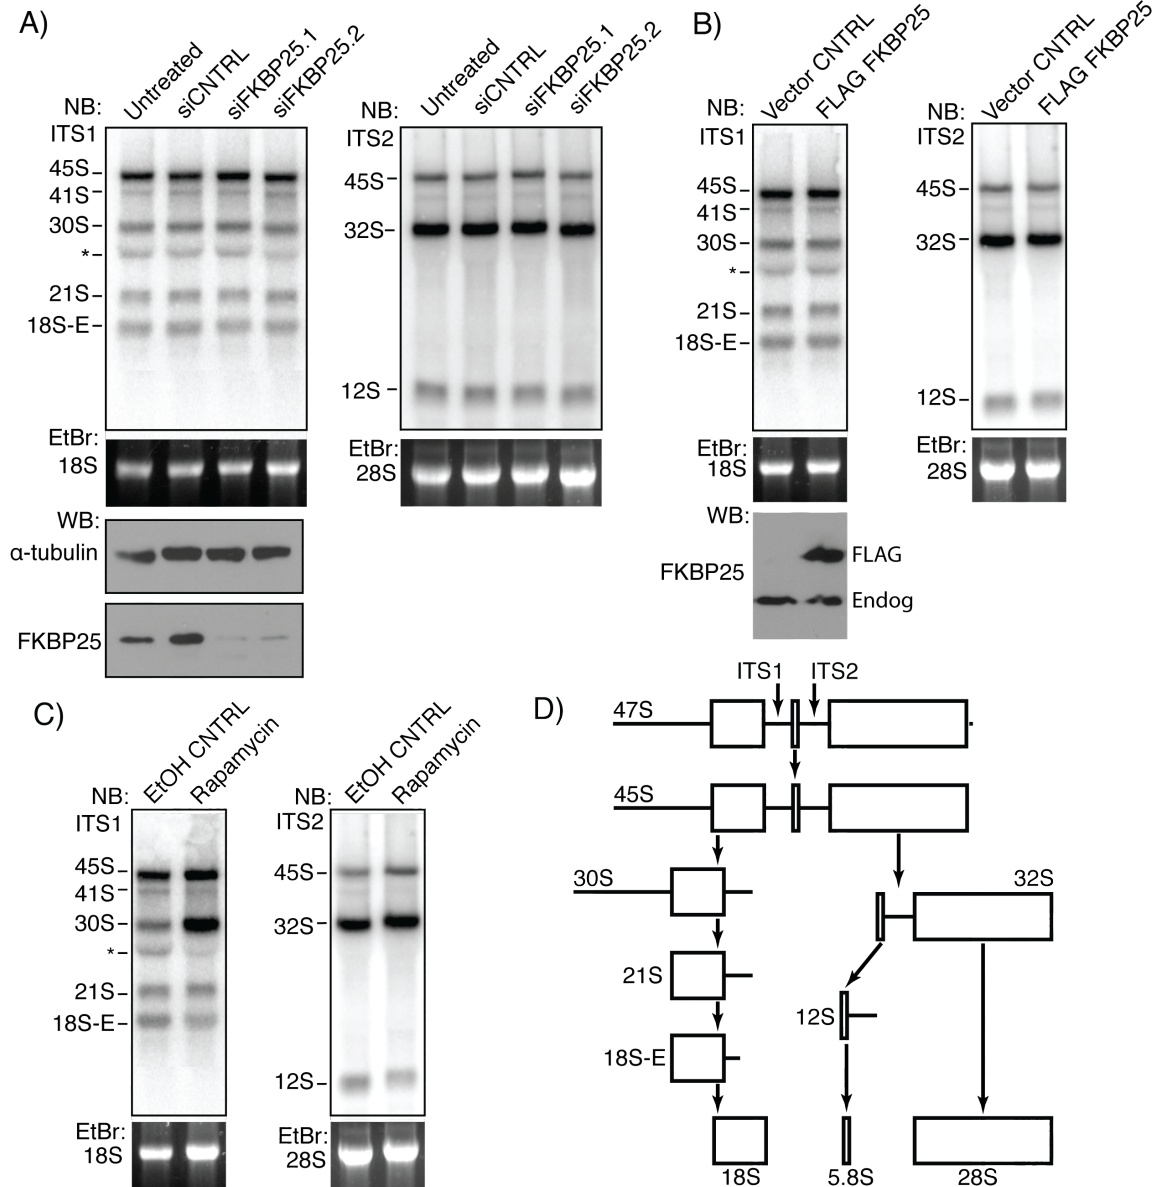 A)
Untreated
siCNTRL
siFKBP25.1
siFKBP25.2
NB:
ITS1
45S
41S
30S
*
21S
18S-E
EtBr:
18S
WB:
α-tubulin
FKBP25
Untreated
siCNTRL
siFKBP25.1
siFKBP25.2
NB:
ITS2
45S
32S
12S
EtBr:
28S
B)
Vector CNTRL
FLAG FKBP25
NB:
ITS1
45S
41S
30S
*
21S
18S-E
EtBr:
18S
WB:
FKBP25
FLAG
Endog
Vector CNTRL
FLAG FKBP25
NB:
ITS2
45S
32S
12S
EtBr:
28S
C)
EtOH CNTRL
Rapamycin
NB:
ITS1
45S
41S
30S
*
21S
18S-E
EtBr:
18S
EtOH CNTRL
Rapamycin
NB:
ITS2
45S
32S
12S
EtBr:
28S
D)
ITS1
ITS2
47S
45S
30S
32S
21S
12S
18S-E
18S
5.8S
28S